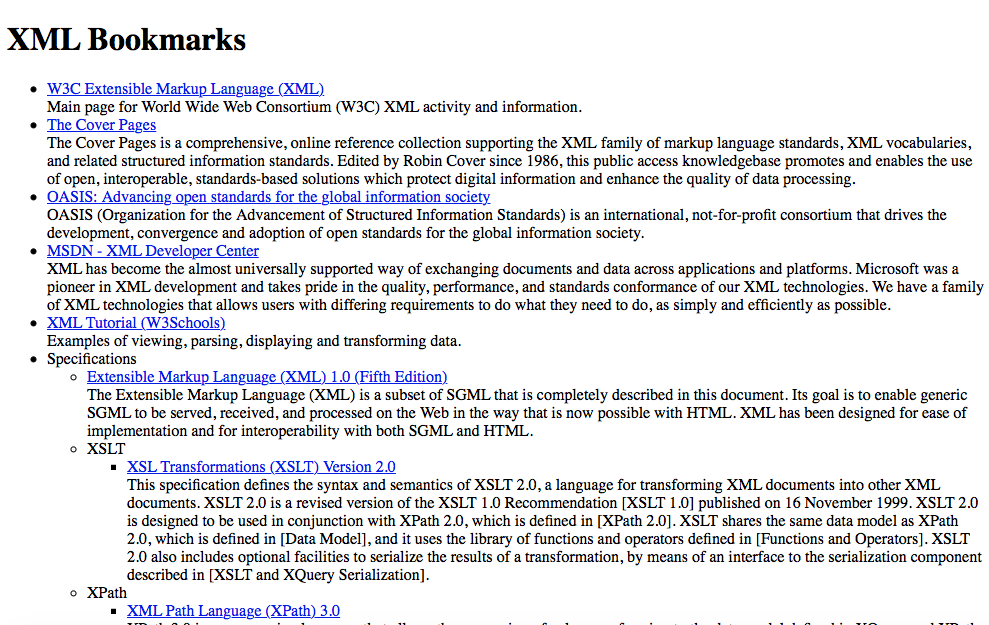 XML Bookmarks
W3C Extensible Markup Language (XML)
Main page for World Wide Web Consortium (W3C) XML activity and information.
The Cover Pages
The Cover Pages is a comprehensive, online reference collection supporting the XML family of markup language standards, XML vocabularies,
and related structured information standards. Edited by Robin Cover since 1986, this public access knowledgebase promotes and enables the use
of open, interoperable, standards-based solutions which protect digital information and enhance the quality of data processing.
OASIS: Advancing open standards for the global information society
OASIS (Organization for the Advancement of Structured Information Standards) is an international, not-for-profit consortium that drives the
development, convergence and adoption of open standards for the global information society.
MSDN - XML Developer Center
XML has become the almost universally supported way of exchanging documents and data across applications and platforms. Microsoft was a
pioneer in XML development and takes pride in the quality, performance, and standards conformance of our XML technologies. We have a family
of XML technologies that allows users with differing requirements to do what they need to do, as simply and efficiently as possible.
XML Tutorial (W3Schools)
Examples of viewing, parsing, displaying and transforming data.
Specifications
Extensible Markup Language (XML) 1.0 (Fifth Edition)
The Extensible Markup Language (XML) is a subset of SGML that is completely described in this document. Its goal is to enable generic
SGML to be served, received, and processed on the Web in the way that is now possible with HTML. XML has been designed for ease of
implementation and for interoperability with both SGML and HTML.
XSLT
XSL Transformations (XSLT) Version 2.0
This specification defines the syntax and semantics of XSLT 2.0, a language for transforming XML documents into other XML
documents. XSLT 2.0 is a revised version of the XSLT 1.0 Recommendation [XSLT 1.0] published on 16 November 1999. XSLT 2.0
is designed to be used in conjunction with XPath 2.0, which is defined in [XPath 2.0]. XSLT shares the same data model as XPath
2.0, which is defined in [Data Model], and it uses the library of functions and operators defined in [Functions and Operators]. XSLT
2.0 also includes optional facilities to serialize the results of a transformation, by means of an interface to the serialization component
described in [XSLT and XQuery Serialization].
XPath
XML Path Language (XPath) 3.0